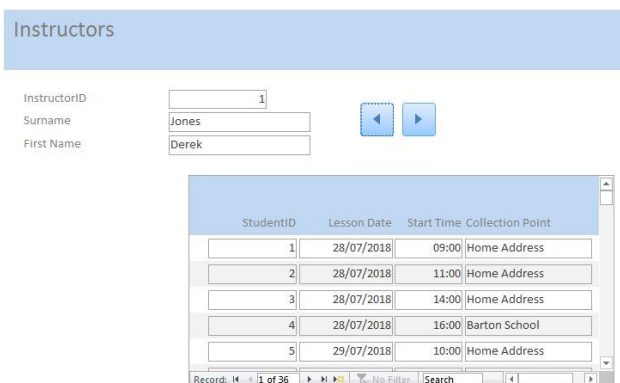 Instructors
InstructorID 1
Surname Jones
First Name Derek
StudentID Lesson Date Start Time Collection Point
1 28/07/2018 09:00 Home Address
2 28/07/2018 11:00 Home Address
3 28/07/2018 14:00 Home Address
4 28/07/2018 16:00 Barton School
5 29/07/2018 10:00 Home Address
Record: 1 of 36 No Filter Search